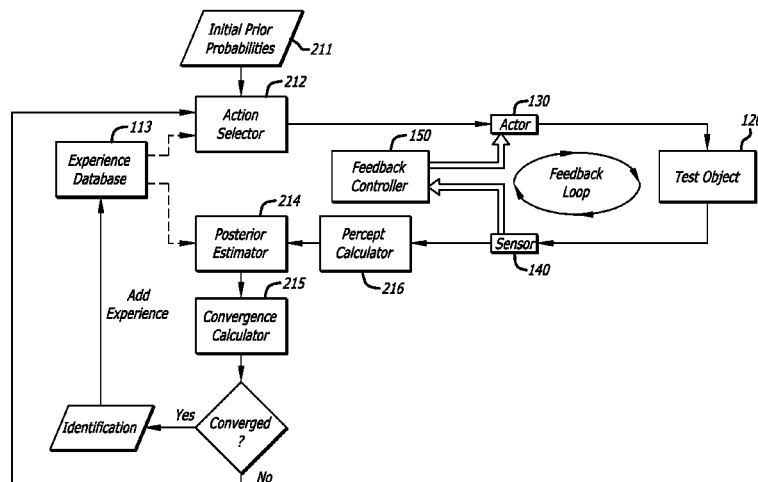 Initial Prior
Probabilities
211
212
Action
Selector
113
Experience
Database
130
Actor
150
Feedback
Controller
Feedback
Loop
Test Object
214
Posterior
Estimator
Percept
Calculator
216
Sensor
140
215
Convergence
Calculator
Add
Experience
Identification
Yes
Converged
?
No